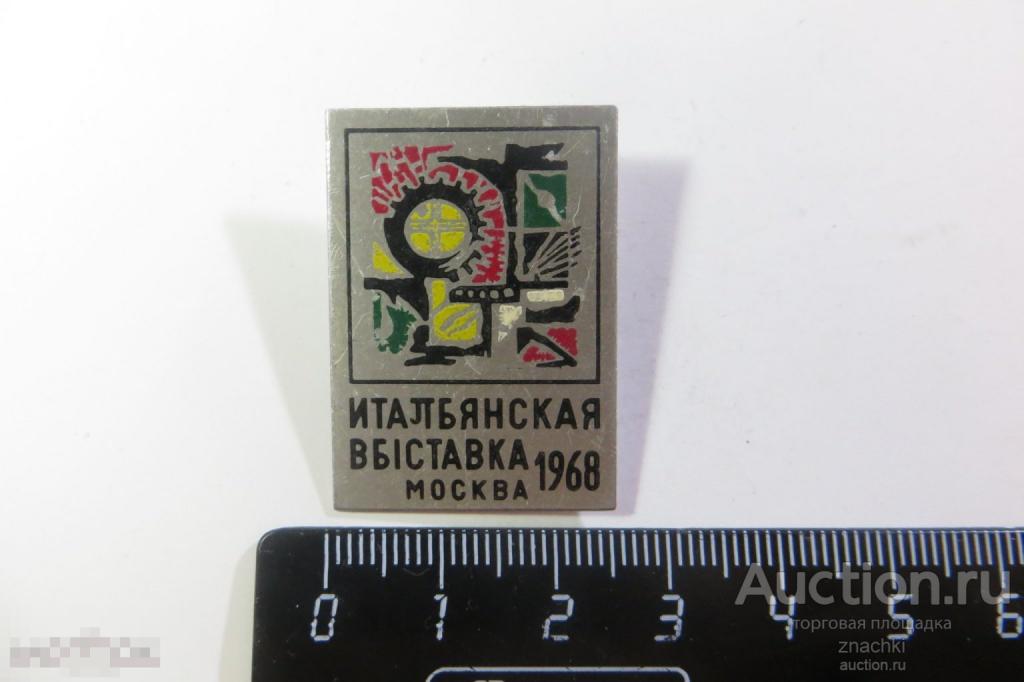 ИТАЛЬЯНСКАЯ
ВЫСТАВКА 1968
МОСКВА
0 1 2 3 4 5 6
Auction.ru
торговая площадка
znachki
auction.ru